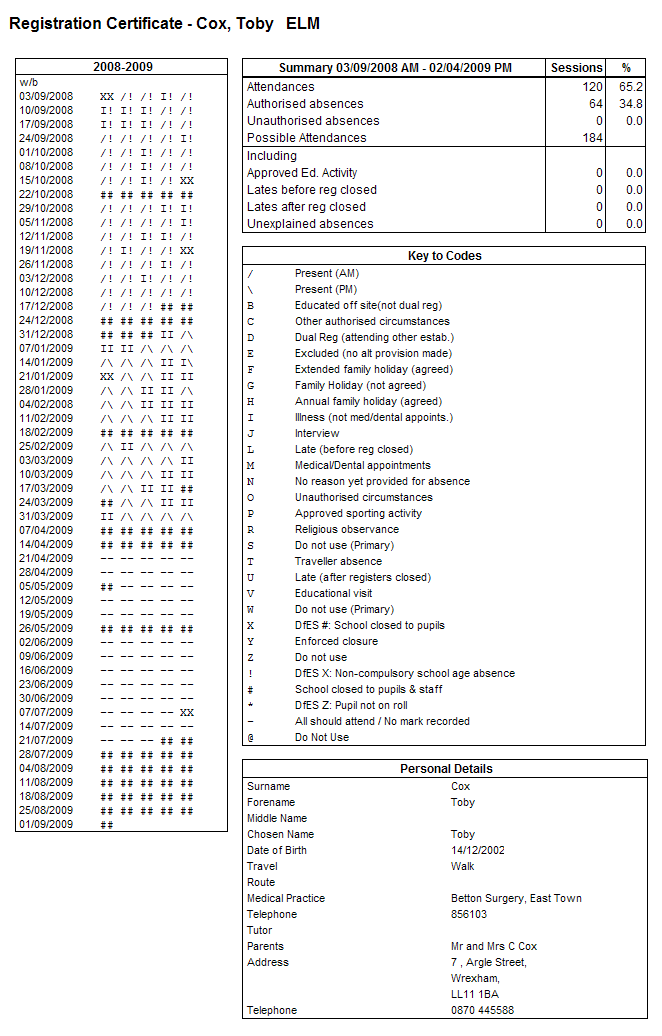 Registration Certificate - Cox, Toby ELM
2008-2009
w/b
03/09/2008 XX /! /! I! /!
10/09/2008 I! I! I! /! /!
17/09/2008 I! I! I! /! /!
24/09/2008 /! /! /! /! I!
01/10/2008 /! /! I! /! /!
08/10/2008 /! /! I! /! /!
15/10/2008 /! /! I! /! XX
22/10/2008 ## ## ## ## ##
29/10/2008 /! /! /! I! I!
05/11/2008 /! /! /! /! I!
12/11/2008 /! /! I! I! /!
19/11/2008 /! I! /! /! XX
26/11/2008 /! /! /! I! /!
03/12/2008 /! /! I! /! /!
10/12/2008 /! /! /! /! /!
17/12/2008 /! /! /! ## ##
24/12/2008 ## ## ## ## ##
31/12/2008 ## ## ## II /\
07/01/2009 II II /\ /\ /\
14/01/2009 /\ /\ /\ II I\
21/01/2009 XX /\ /\ II II
28/01/2009 /\ /\ II II /\
04/02/2009 /\ /\ II II II
11/02/2009 /\ /\ /\ II II
18/02/2009 ## ## ## ## ##
25/02/2009 /\ II /\ /\ /\
03/03/2009 /\ /\ /\ /\ II
10/03/2009 /\ /\ /\ II II
17/03/2009 /\ /\ II II ##
24/03/2009 ## /\ /\ II II
31/03/2009 II /\ /\ /\ /\
07/04/2009 ## ## ## ## ##
14/04/2009 ## ## ## ## ##
21/04/2009 -- -- -- -- --
28/04/2009 -- -- -- -- --
05/05/2009 ## -- -- -- --
12/05/2009 -- -- -- -- --
19/05/2009 -- -- -- -- --
26/05/2009 ## ## ## ## ##
02/06/2009 -- -- -- -- --
09/06/2009 -- -- -- -- --
16/06/2009 -- -- -- -- --
23/06/2009 -- -- -- -- --
30/06/2009 -- -- -- -- --
07/07/2009 -- -- -- -- XX
14/07/2009 -- -- -- -- --
21/07/2009 -- -- -- ## ##
28/07/2009 ## ## ## ## ##
04/08/2009 ## ## ## ## ##
11/08/2009 ## ## ## ## ##
18/08/2009 ## ## ## ## ##
25/08/2009 ## ## ## ## ##
01/09/2009 ##
Summary 03/09/2008 AM - 02/04/2009 PM Sessions %
Attendances 120 65.2
Authorised absences 64 34.8
Unauthorised absences 0 0.0
Possible Attendances 184
Including
Approved Ed. Activity 0 0.0
Lates before reg closed 0 0.0
Lates after reg closed 0 0.0
Unexplained absences 0 0.0
Key to Codes
/ Present (AM)
\ Present (PM)
B Educated off site(not dual reg)
C Other authorised circumstances
D Dual Reg (attending other estab.)
E Excluded (no alt provision made)
F Extended family holiday (agreed)
G Family Holiday (not agreed)
H Annual family holiday (agreed)
I Illness (not med/dental appoints.)
J Interview
L Late (before reg closed)
M Medical/Dental appointments
N No reason yet provided for absence
O Unauthorised circumstances
P Approved sporting activity
R Religious observance
S Do not use (Primary)
T Traveller absence
U Late (after registers closed)
V Educational visit
W Do not use (Primary)
X DfES #: School closed to pupils
Y Enforced closure
Z Do not use
! DfES X: Non-compulsory school age absence
# School closed to pupils & staff
* DfES Z: Pupil not on roll
- All should attend / No mark recorded
@ Do Not Use
Personal Details
Surname Cox
Forename Toby
Middle Name
Chosen Name Toby
Date of Birth 14/12/2002
Travel Walk
Route
Medical Practice Betton Surgery, East Town
Telephone 856103
Tutor
Parents Mr and Mrs C Cox
Address 7 , Argle Street,
Wrexham,
LL11 1BA
Telephone 0870 445588